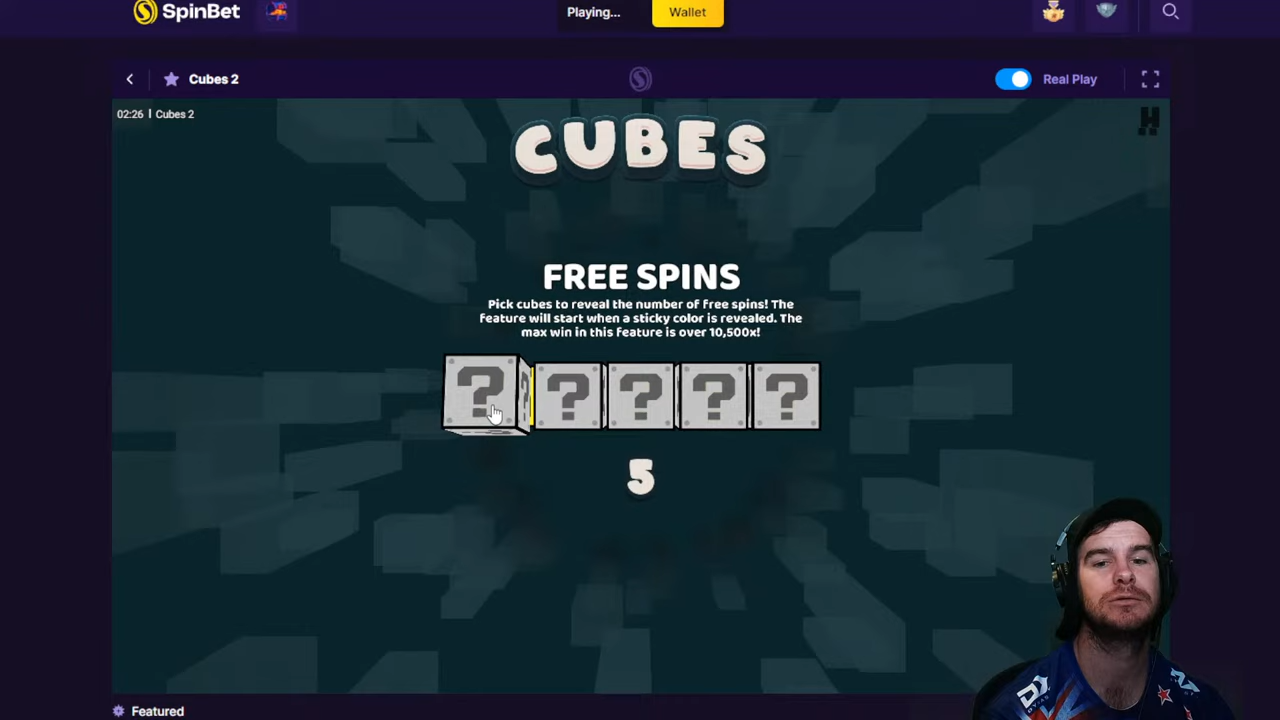 SpinBet
Playing...
Wallet
Cubes 2
Real Play
02:26 | Cubes 2
CUBES
FREE SPINS
Pick cubes to reveal the number of free spins! The
feature will start when a sticky color is revealed. The
max win in this feature is over 10,500x!
? ? ? ? ?
5
Featured